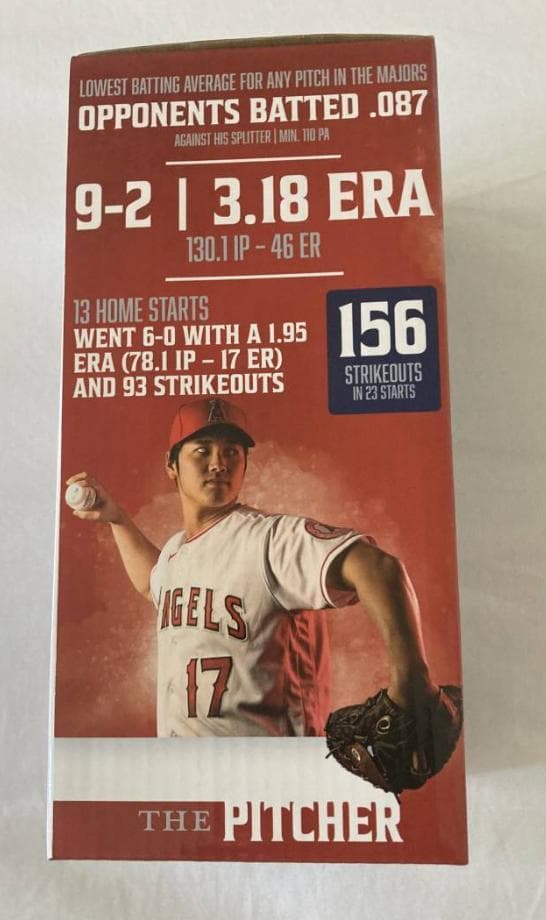 LOWEST BATTING AVERAGE FOR ANY PITCH IN THE MAJORS
OPPONENTS BATTED .087
AGAINST HIS SPLITTER | MIN. 110 PA
9-2 | 3.18 ERA
130.1 IP – 46 ER
13 HOME STARTS
WENT 6-0 WITH A 1.95
ERA (78.1 IP – 17 ER)
AND 93 STRIKEOUTS
156
STRIKEOUTS
IN 23 STARTS
A
ANGELS
17
THE PITCHER